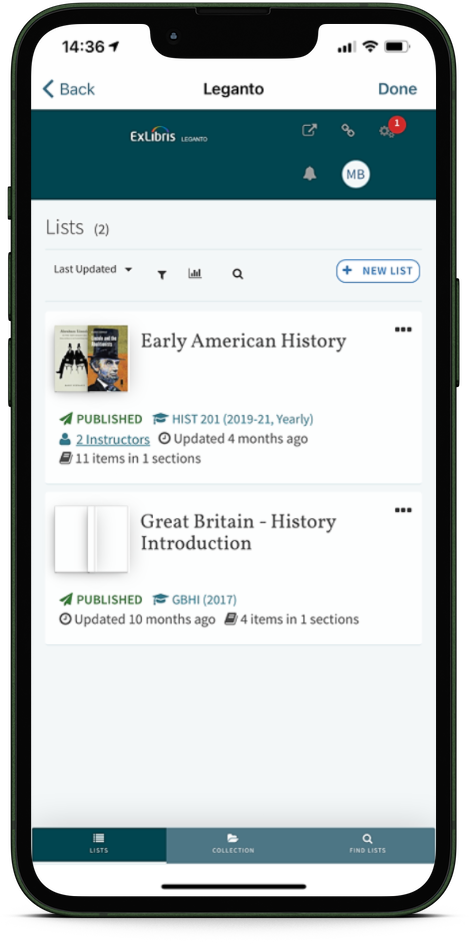 14:36
Back Leganto Done
ExLibris LEGANTO
1
MB
Lists (2)
Last Updated
+ NEW LIST
Early American History
PUBLISHED HIST 201 (2019-21, Yearly)
2 Instructors Updated 4 months ago
11 items in 1 sections
Great Britain - History
Introduction
PUBLISHED GBHI (2017)
Updated 10 months ago 4 items in 1 sections
LISTS COLLECTION FIND LISTS